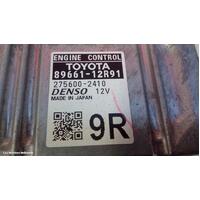 ENGINE CONTROL
TOYOTA
89661-12R91
275600-2410
DENSO 12V
MADE IN JAPAN
9R